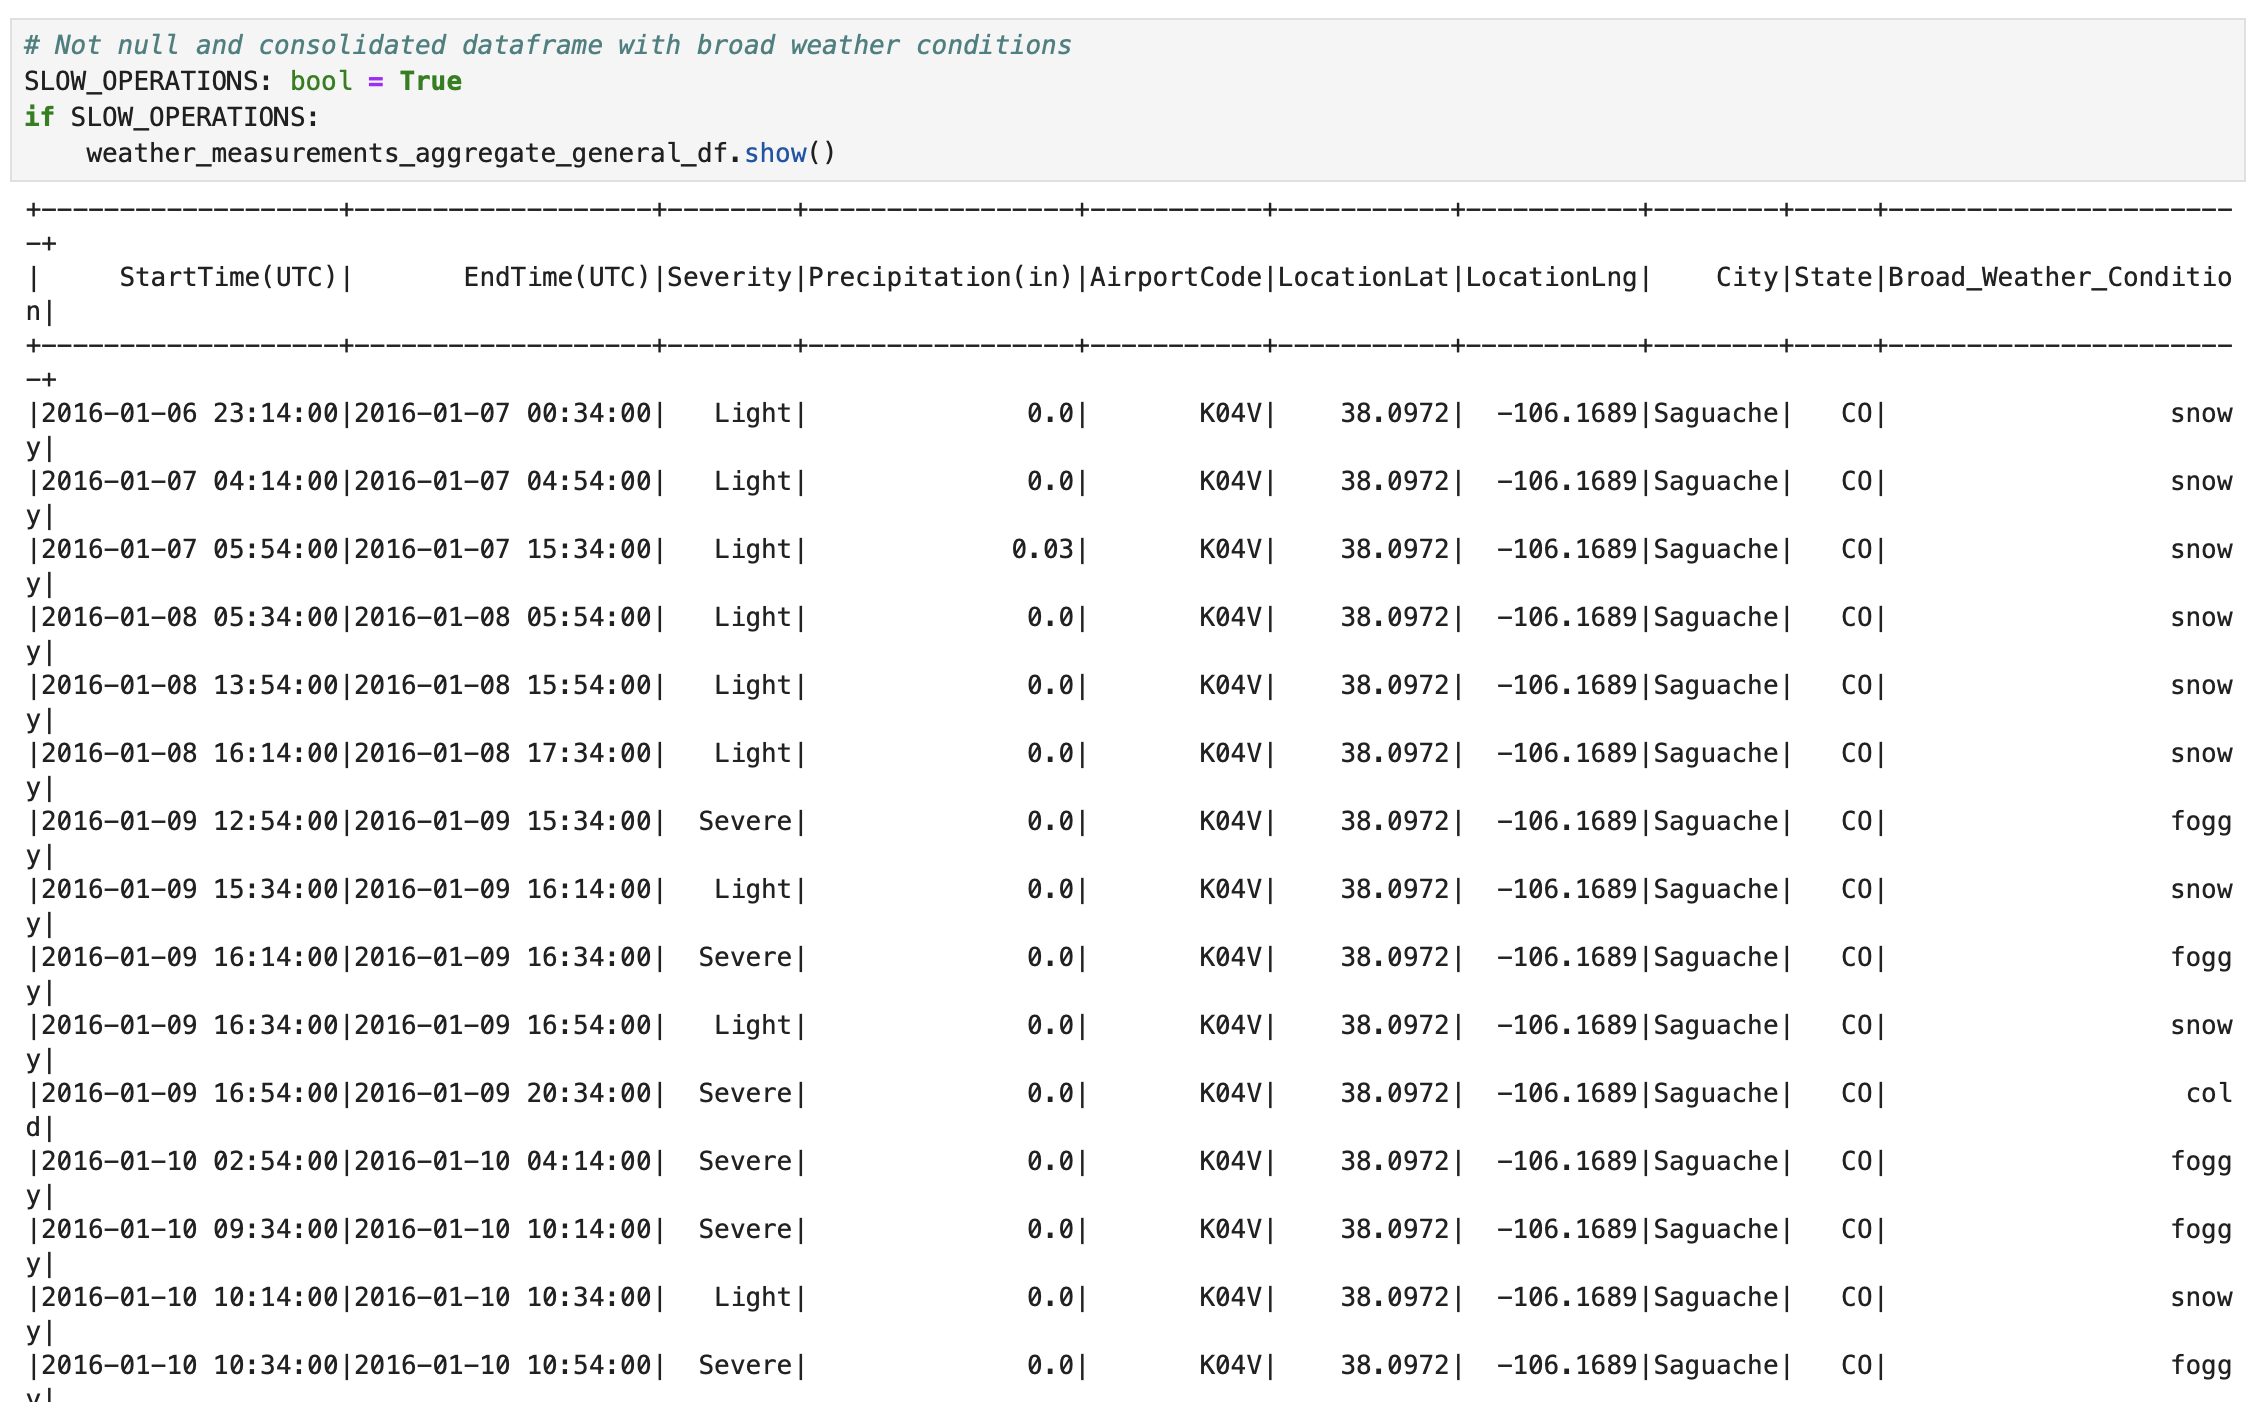 # Not null and consolidated dataframe with broad weather conditions
SLOW_OPERATIONS: bool = True
if SLOW_OPERATIONS:
    weather_measurements_aggregate_general_df.show()
+-------------------+-------------------+--------+-----------------+-----------+-----------+-----------+--------+-----+----------------------
-+
|     StartTime(UTC)|       EndTime(UTC)|Severity|Precipitation(in)|AirportCode|LocationLat|LocationLng|    City|State|Broad_Weather_Conditio
n|
+-------------------+-------------------+--------+-----------------+-----------+-----------+-----------+--------+-----+----------------------
-+
|2016-01-06 23:14:00|2016-01-07 00:34:00|   Light|              0.0|       K04V|    38.0972|  -106.1689|Saguache|   CO|                  snow
y|
|2016-01-07 04:14:00|2016-01-07 04:54:00|   Light|              0.0|       K04V|    38.0972|  -106.1689|Saguache|   CO|                  snow
y|
|2016-01-07 05:54:00|2016-01-07 15:34:00|   Light|             0.03|       K04V|    38.0972|  -106.1689|Saguache|   CO|                  snow
y|
|2016-01-08 05:34:00|2016-01-08 05:54:00|   Light|              0.0|       K04V|    38.0972|  -106.1689|Saguache|   CO|                  snow
y|
|2016-01-08 13:54:00|2016-01-08 15:54:00|   Light|              0.0|       K04V|    38.0972|  -106.1689|Saguache|   CO|                  snow
y|
|2016-01-08 16:14:00|2016-01-08 17:34:00|   Light|              0.0|       K04V|    38.0972|  -106.1689|Saguache|   CO|                  snow
y|
|2016-01-09 12:54:00|2016-01-09 15:34:00|  Severe|              0.0|       K04V|    38.0972|  -106.1689|Saguache|   CO|                  fogg
y|
|2016-01-09 15:34:00|2016-01-09 16:14:00|   Light|              0.0|       K04V|    38.0972|  -106.1689|Saguache|   CO|                  snow
y|
|2016-01-09 16:14:00|2016-01-09 16:34:00|  Severe|              0.0|       K04V|    38.0972|  -106.1689|Saguache|   CO|                  fogg
y|
|2016-01-09 16:34:00|2016-01-09 16:54:00|   Light|              0.0|       K04V|    38.0972|  -106.1689|Saguache|   CO|                  snow
y|
|2016-01-09 16:54:00|2016-01-09 20:34:00|  Severe|              0.0|       K04V|    38.0972|  -106.1689|Saguache|   CO|                   col
d|
|2016-01-10 02:54:00|2016-01-10 04:14:00|  Severe|              0.0|       K04V|    38.0972|  -106.1689|Saguache|   CO|                  fogg
y|
|2016-01-10 09:34:00|2016-01-10 10:14:00|  Severe|              0.0|       K04V|    38.0972|  -106.1689|Saguache|   CO|                  fogg
y|
|2016-01-10 10:14:00|2016-01-10 10:34:00|   Light|              0.0|       K04V|    38.0972|  -106.1689|Saguache|   CO|                  snow
y|
|2016-01-10 10:34:00|2016-01-10 10:54:00|  Severe|              0.0|       K04V|    38.0972|  -106.1689|Saguache|   CO|                  fogg
y|